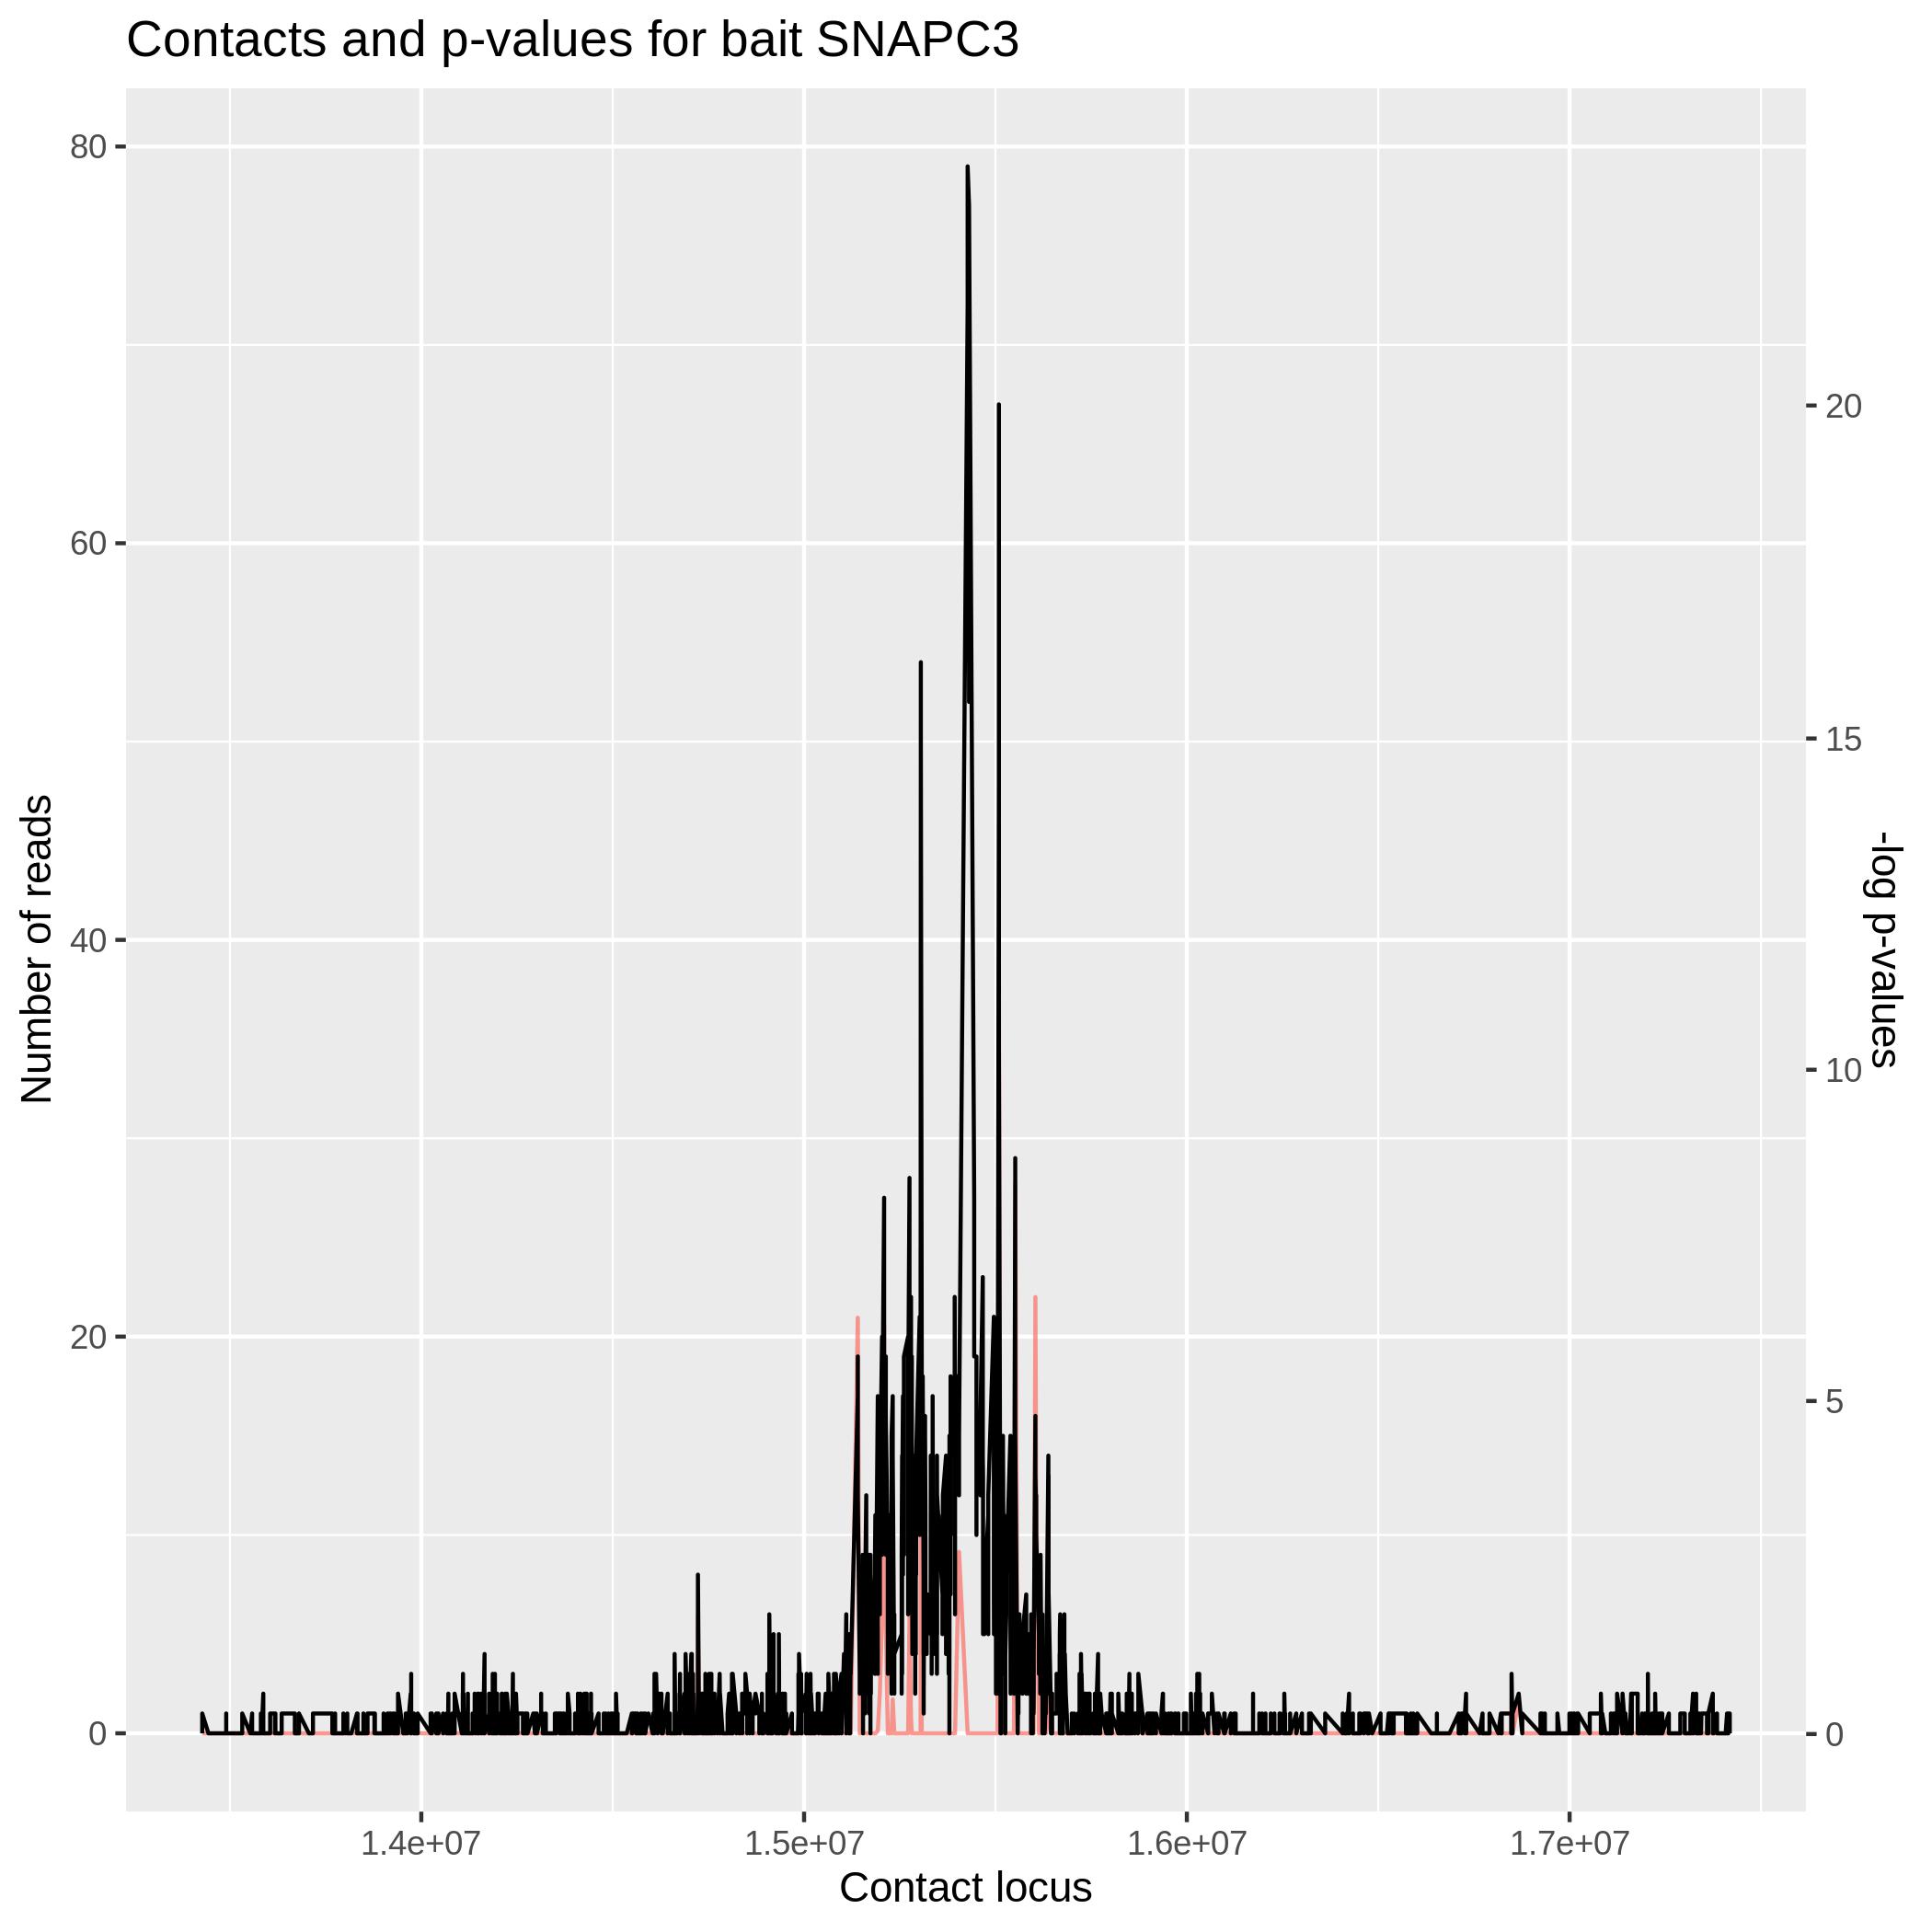 Contacts and p-values for bait SNAPC3
80
60
40
20
0
Number of reads
20
15
10
5
0
-log p-values
1.4e+07
1.5e+07
1.6e+07
1.7e+07
Contact locus